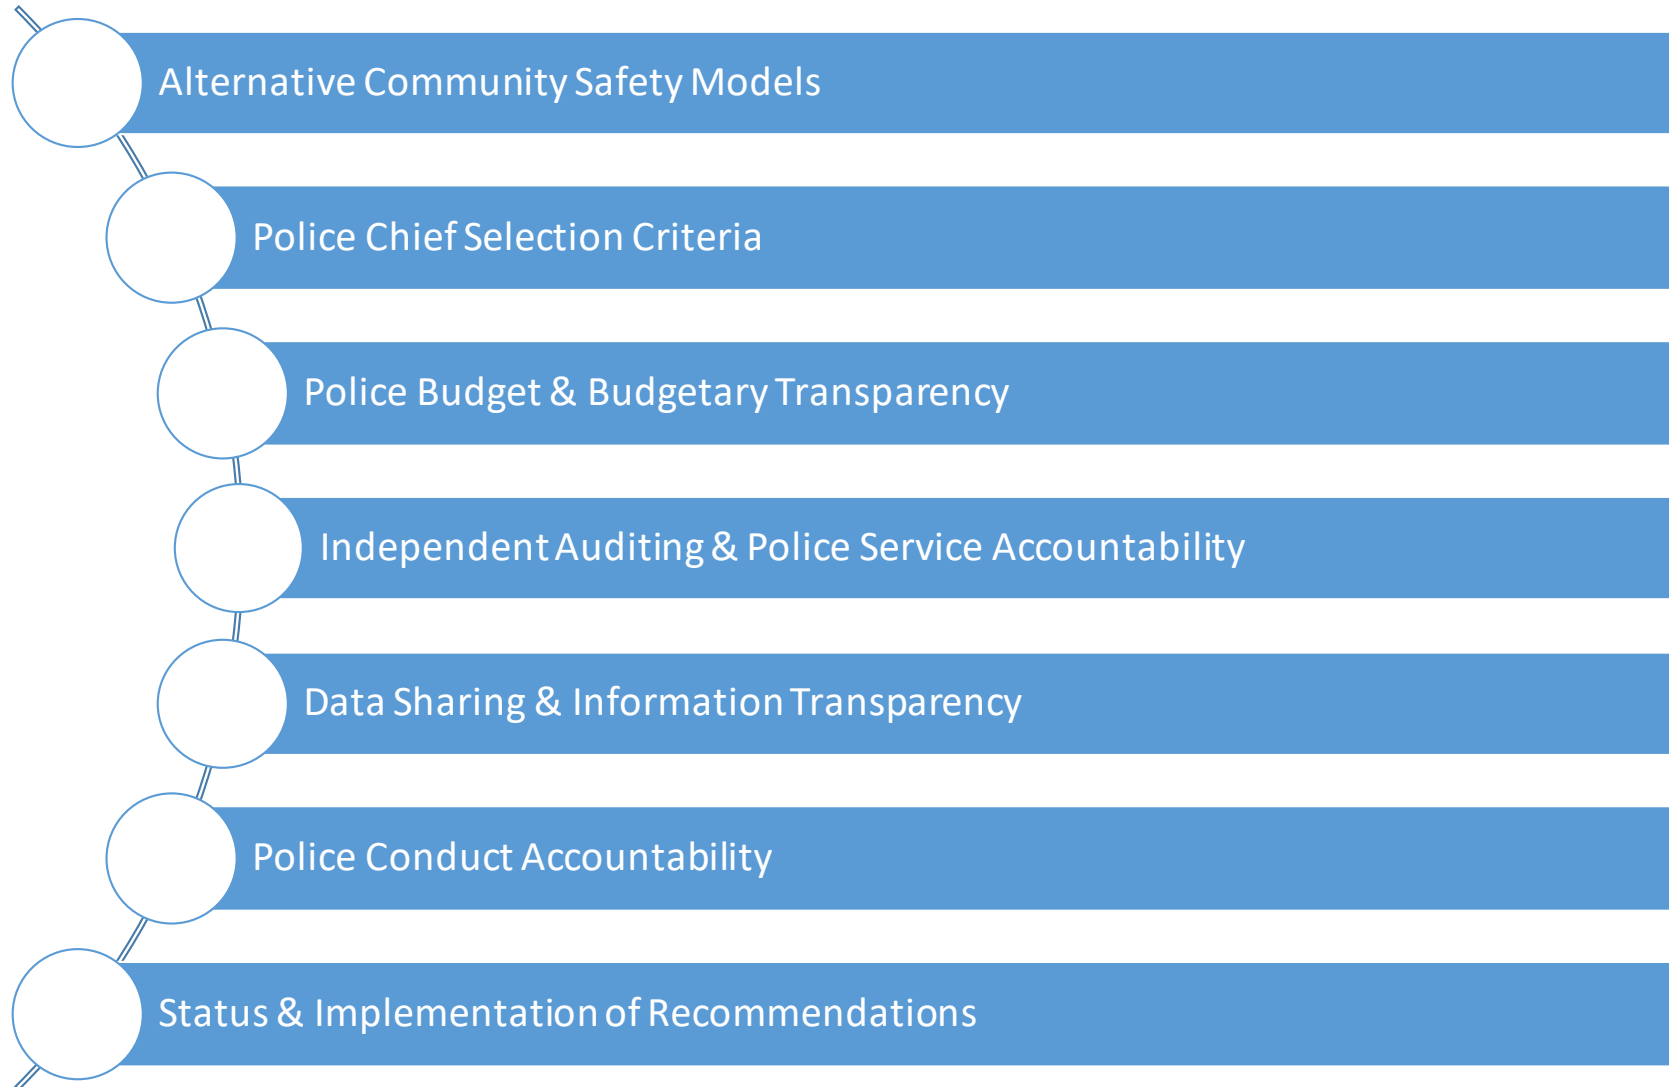 Alternative Community Safety Models
Police Chief Selection Criteria
Police Budget & Budgetary Transparency
Independent Auditing & Police Service Accountability
Data Sharing & Information Transparency
Police Conduct Accountability
Status & Implementation of Recommendations